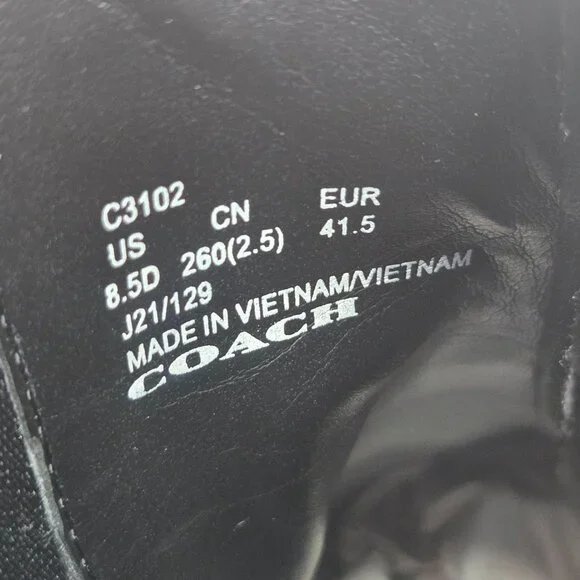 C3102
US CN EUR
8.5D 260(2.5) 41.5
J21/129
MADE IN VIETNAM/VIETNAM
COACH